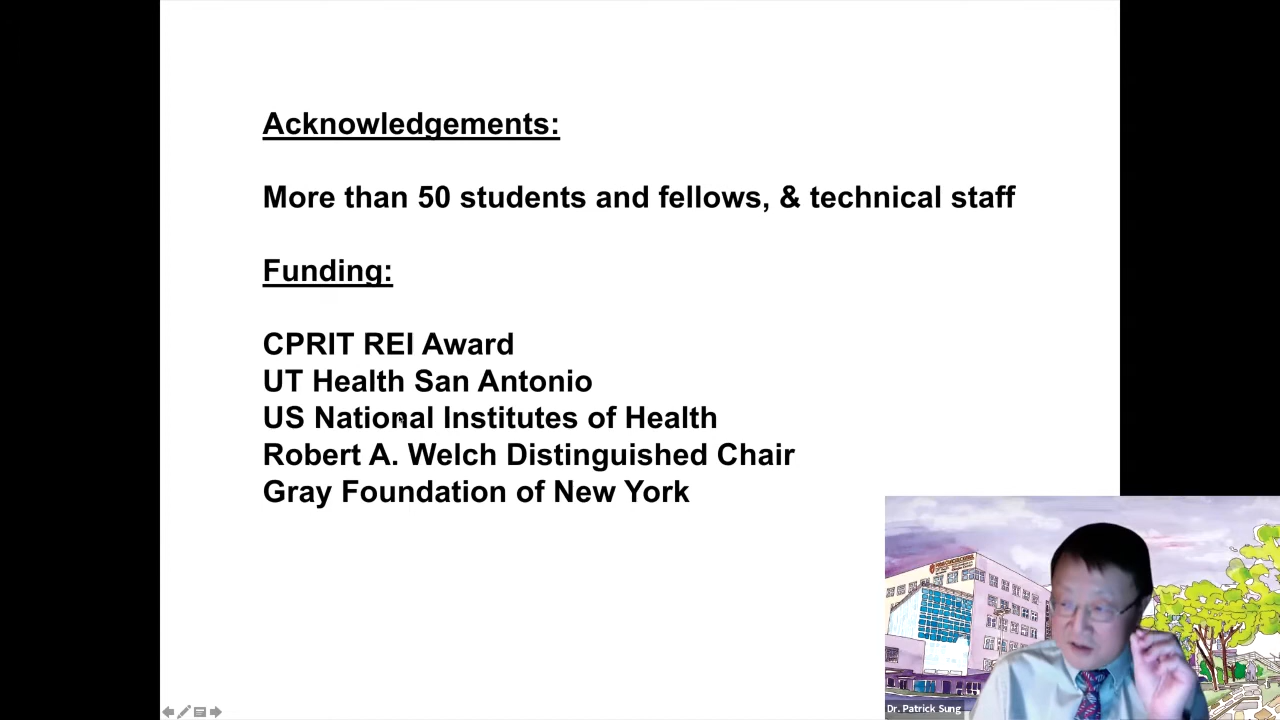 Acknowledgements:
More than 50 students and fellows, & technical staff
Funding:
CPRIT REI Award
UT Health San Antonio
US National Institutes of Health
Robert A. Welch Distinguished Chair
Gray Foundation of New York
Dr. Patrick Sung